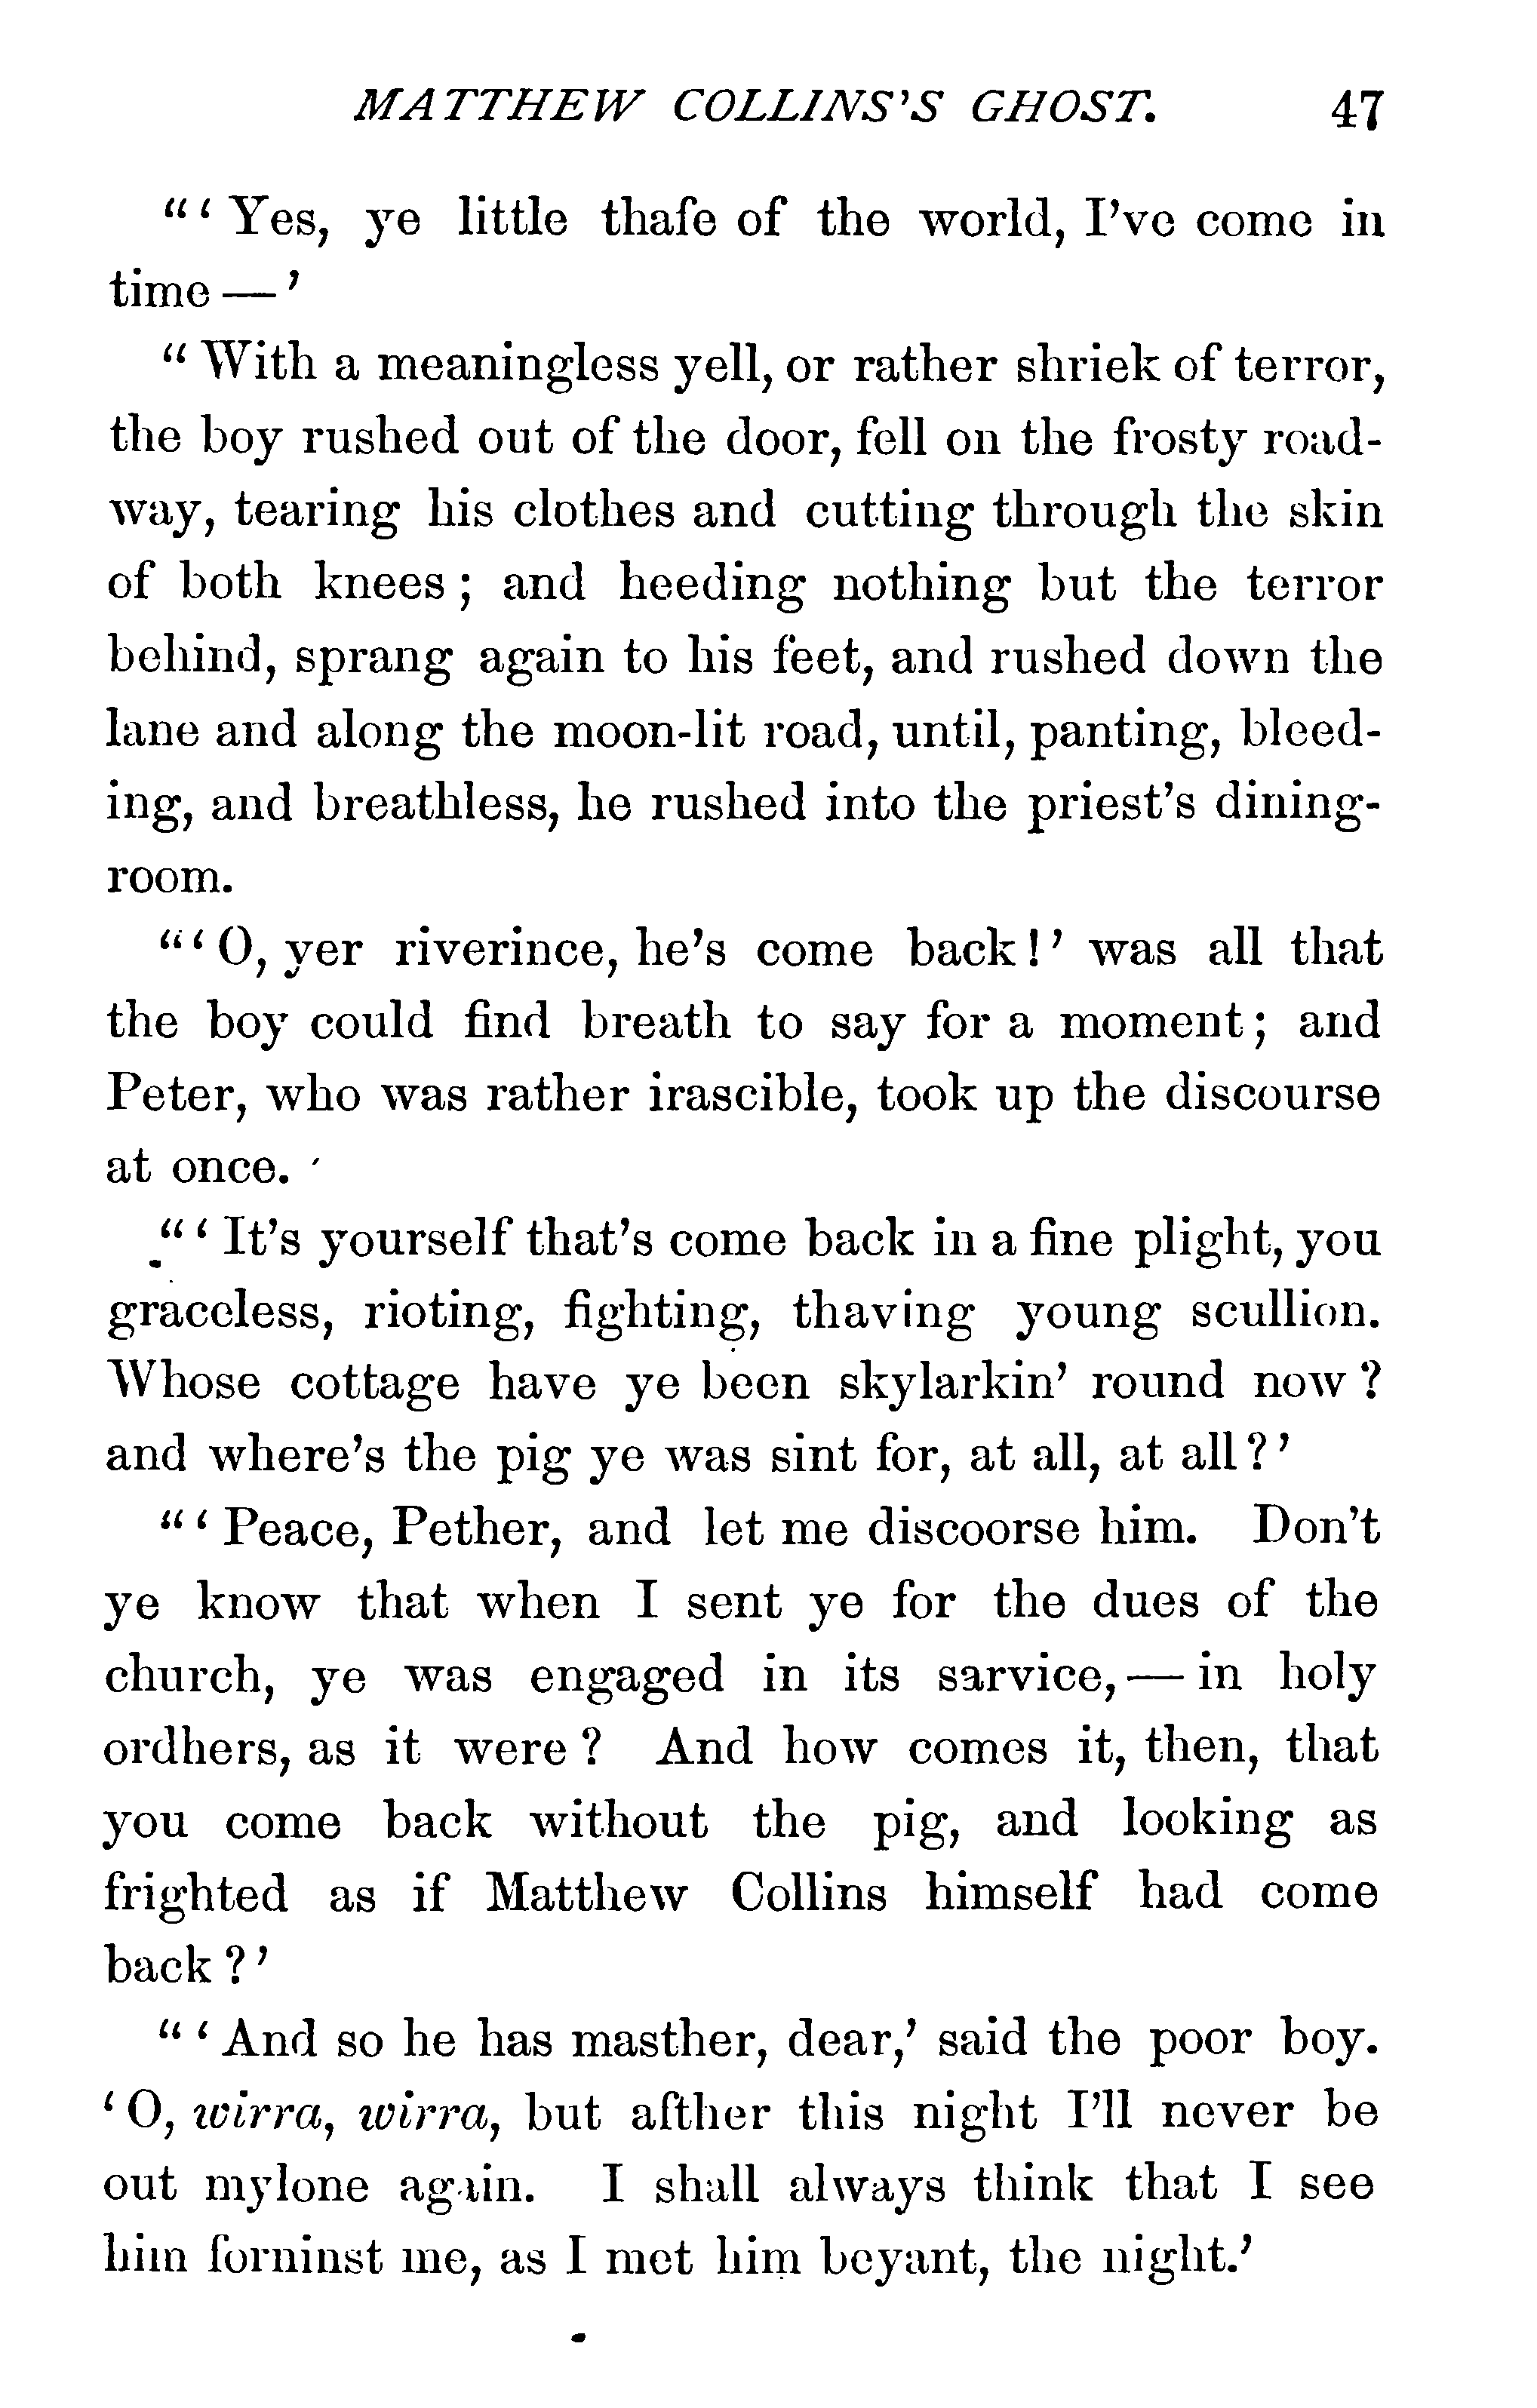 MATTHEW COLLINS'S GHOST. 47
"'Yes, ye little thafe of the world, I've come in
time—'
"With a meaningless yell, or rather shriek of terror,
the boy rushed out of the door, fell on the frosty road-
way, tearing his clothes and cutting through the skin
of both knees; and heeding nothing but the terror
behind, sprang again to his feet, and rushed down the
lane and along the moon-lit road, until, panting, bleed-
ing, and breathless, he rushed into the priest's dining-
room.
"'O, yer riverince, he's come back!' was all that
the boy could find breath to say for a moment; and
Peter, who was rather irascible, took up the discourse
at once.
"'It's yourself that's come back in a fine plight, you
graceless, rioting, fighting, thaving young scullion.
Whose cottage have ye been skylarkin' round now?
and where's the pig ye was sint for, at all, at all?'
"'Peace, Pether, and let me discoorse him. Don't
ye know that when I sent ye for the dues of the
church, ye was engaged in its sarvice,—in holy
ordhers, as it were? And how comes it, then, that
you come back without the pig, and looking as
frighted as if Matthew Collins himself had come
back?'
"'And so he has masther, dear,' said the poor boy.
'O, wirra, wirra, but afther this night I'll never be
out mylone again. I shall always think that I see
him forninst me, as I met him beyant, the night.'